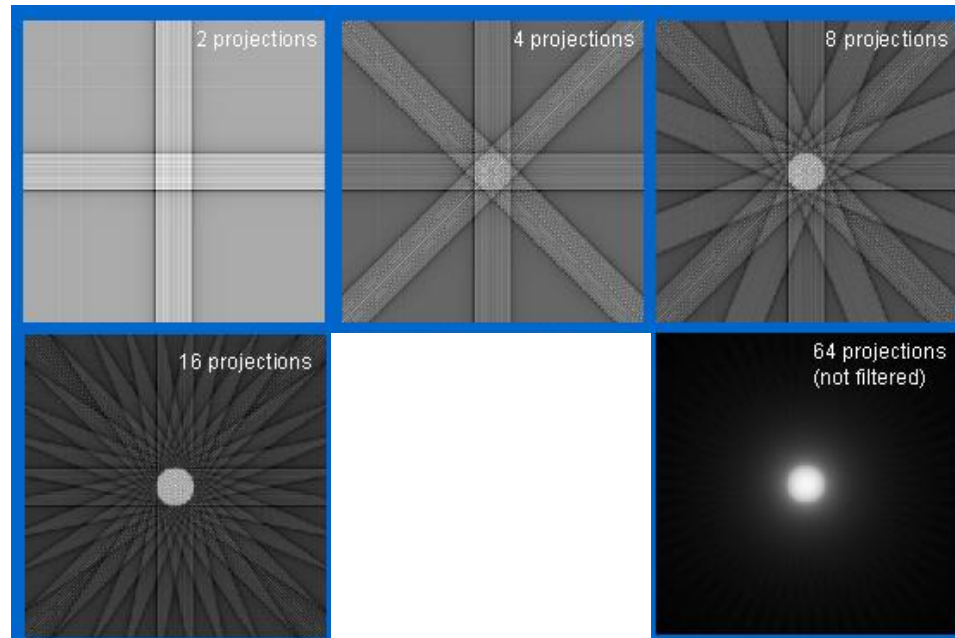 2 projections
4 projections
8 projections
16 projections
64 projections
(not filtered)